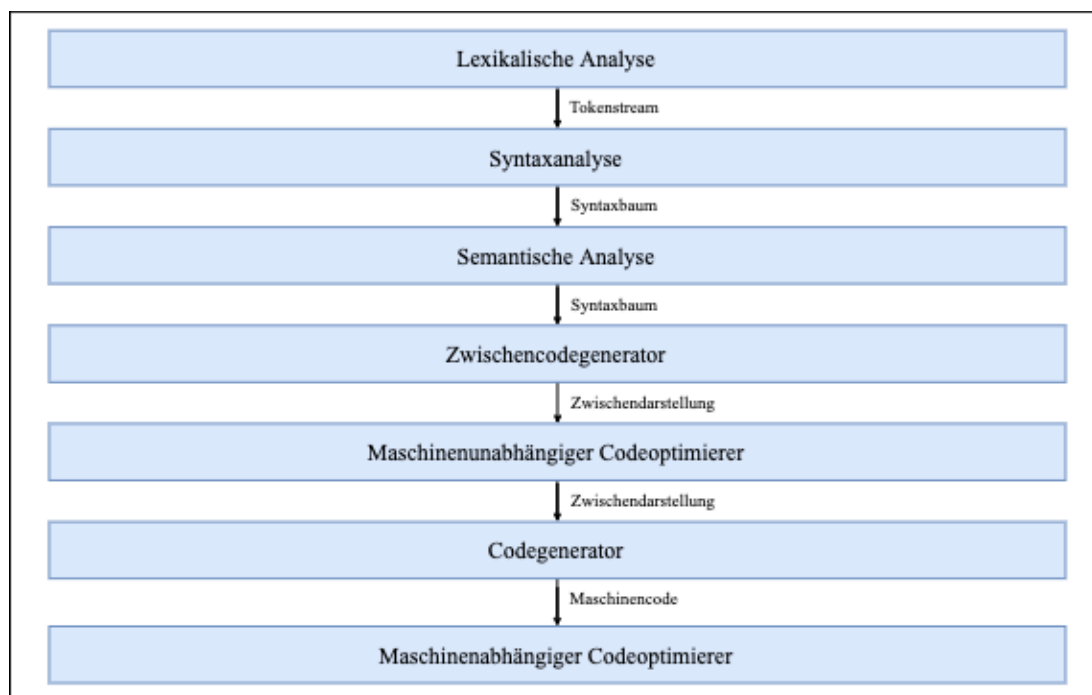 Lexikalische Analyse
Tokenstream
Syntaxanalyse
Syntaxbaum
Semantische Analyse
Syntaxbaum
Zwischencodegenerator
Zwischendarstellung
Maschinenunabhängiger Codeoptimierer
Zwischendarstellung
Codegenerator
Maschinencode
Maschinenabhängiger Codeoptimierer